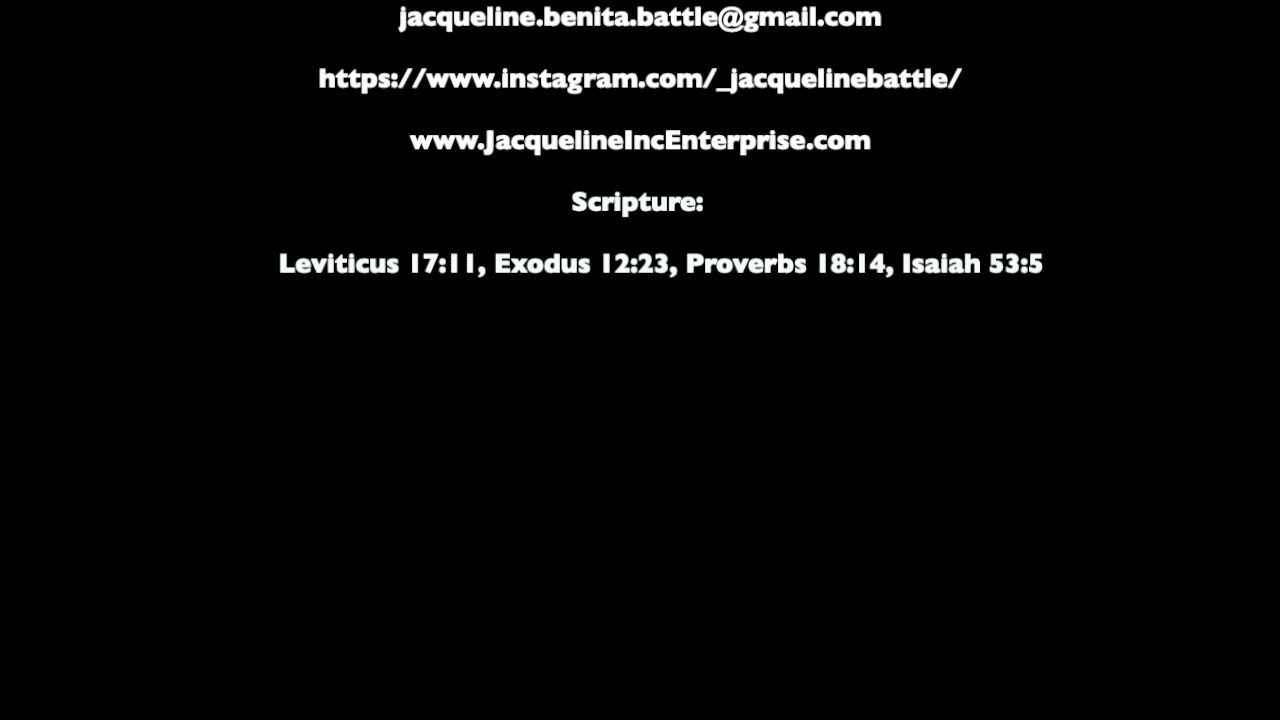 jacqueline.benita.battle@gmail.com
https://www.instagram.com/_jacquelinebattle/
www.JacquelineIncEnterprise.com
Scripture:
Leviticus 17:11, Exodus 12:23, Proverbs 18:14, Isaiah 53:5